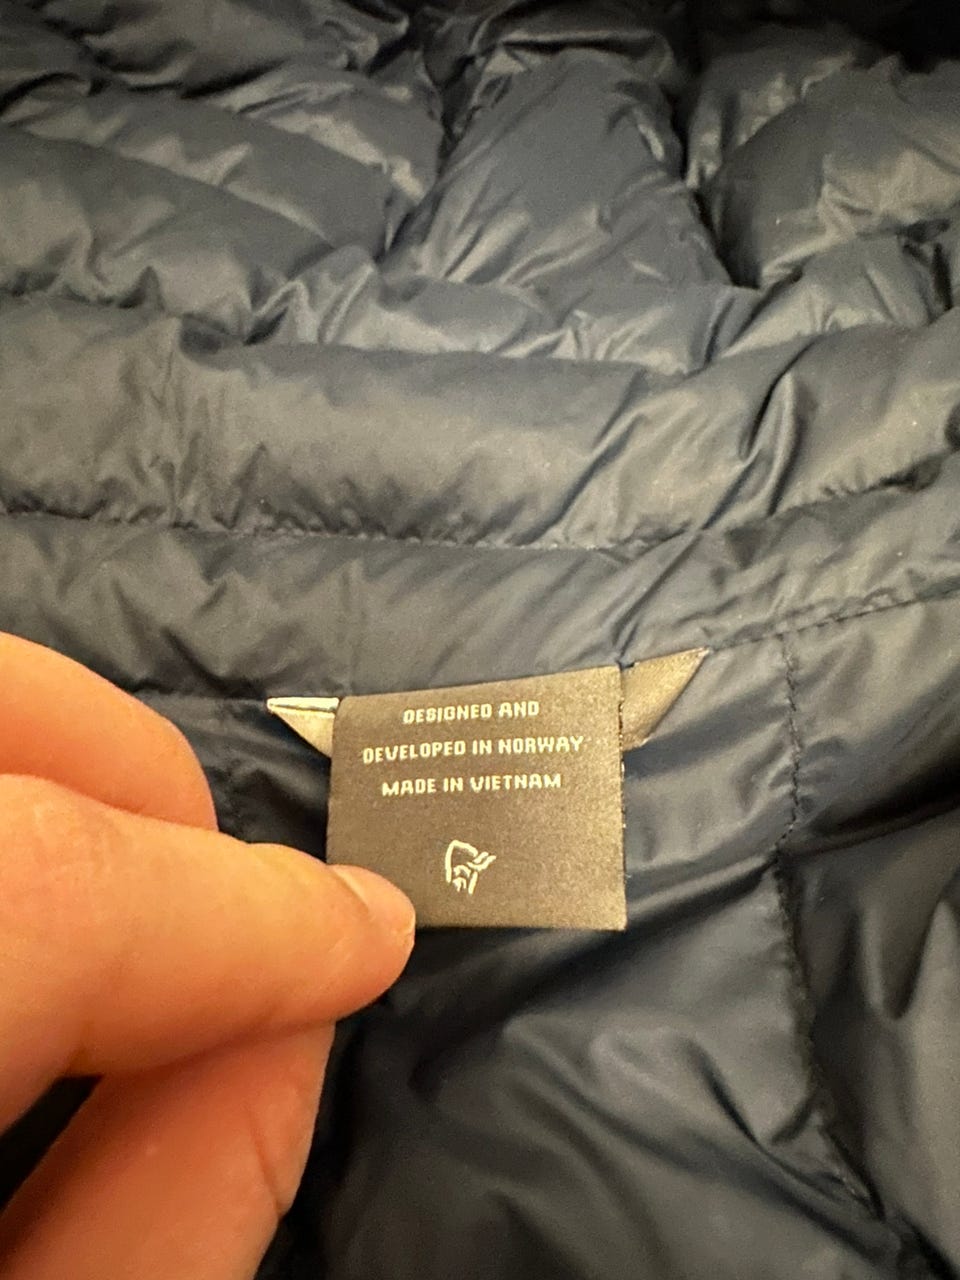 DESIGNED AND
DEVELOPED IN NORWAY
MADE IN VIETNAM